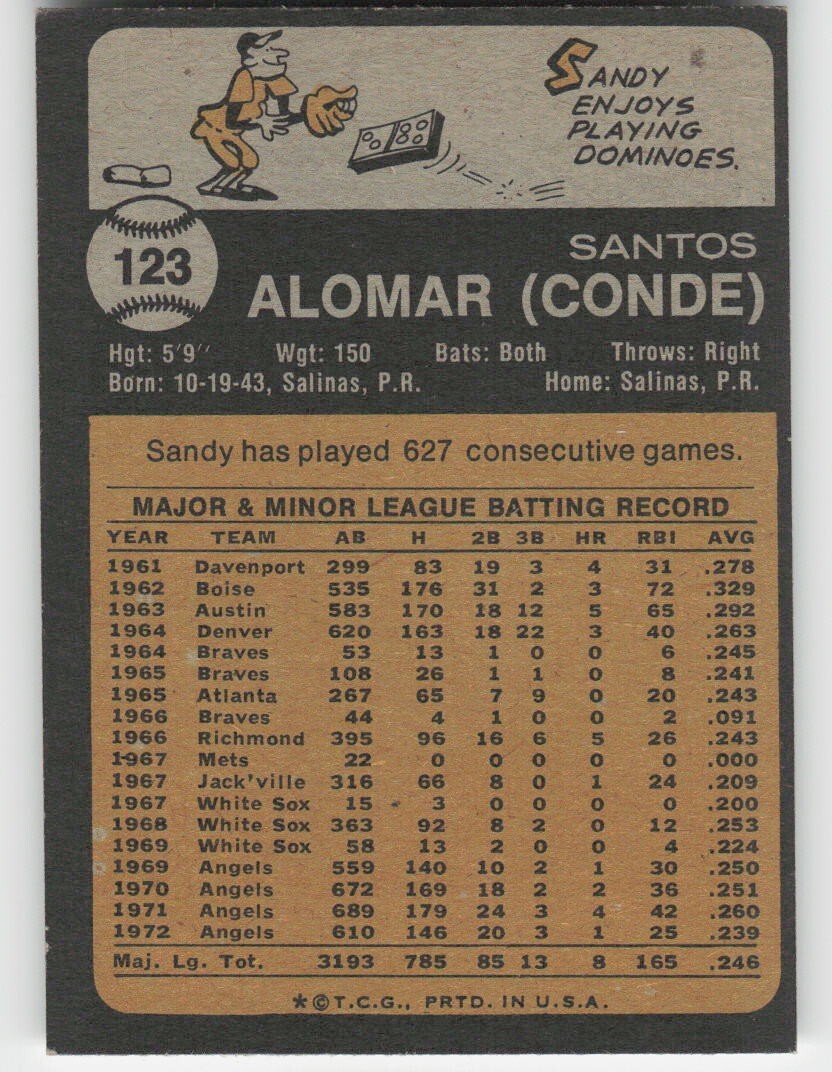 SANDY
ENJOYS
PLAYING
DOMINOES.
123
SANTOS
ALOMAR (CONDE)
Hgt: 5'9" Wgt: 150 Bats: Both Throws: Right
Born: 10-19-43, Salinas, P.R. Home: Salinas, P.R.
Sandy has played 627 consecutive games.
MAJOR & MINOR LEAGUE BATTING RECORD
YEAR TEAM AB H 2B 3B HR RBI AVG
1961 Davenport 299 83 19 3 4 31 .278
1962 Boise 535 176 31 2 3 72 .329
1963 Austin 583 170 18 12 5 65 .292
1964 Denver 620 163 18 22 3 40 .263
1964 Braves 53 13 1 0 0 6 .245
1965 Braves 108 26 1 1 0 8 .241
1965 Atlanta 267 65 7 9 0 20 .243
1966 Braves 44 4 1 0 0 2 .091
1966 Richmond 395 96 16 6 5 26 .243
1967 Mets 22 0 0 0 0 0 .000
1967 Jack'ville 316 66 8 0 1 24 .209
1967 White Sox 15 3 0 0 0 0 .200
1968 White Sox 363 92 8 2 0 12 .253
1969 White Sox 58 13 2 0 0 4 .224
1969 Angels 559 140 10 2 1 30 .250
1970 Angels 672 169 18 2 2 36 .251
1971 Angels 689 179 24 3 4 42 .260
1972 Angels 610 146 20 3 1 25 .239
Maj. Lg. Tot. 3193 785 85 13 8 165 .246
*©T.C.G., PRTD. IN U.S.A.